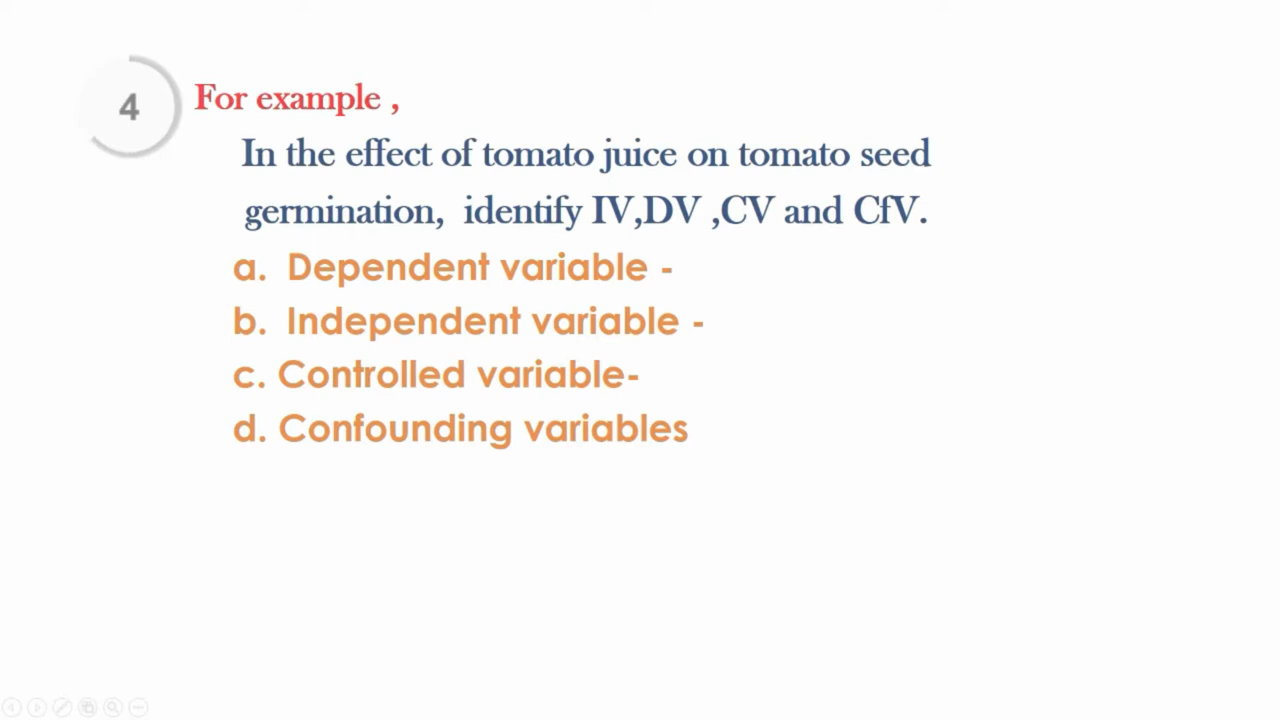 4
For example ,
In the effect of tomato juice on tomato seed
germination, identify IV,DV ,CV and CfV.
a. Dependent variable -
b. Independent variable -
c. Controlled variable-
d. Confounding variables